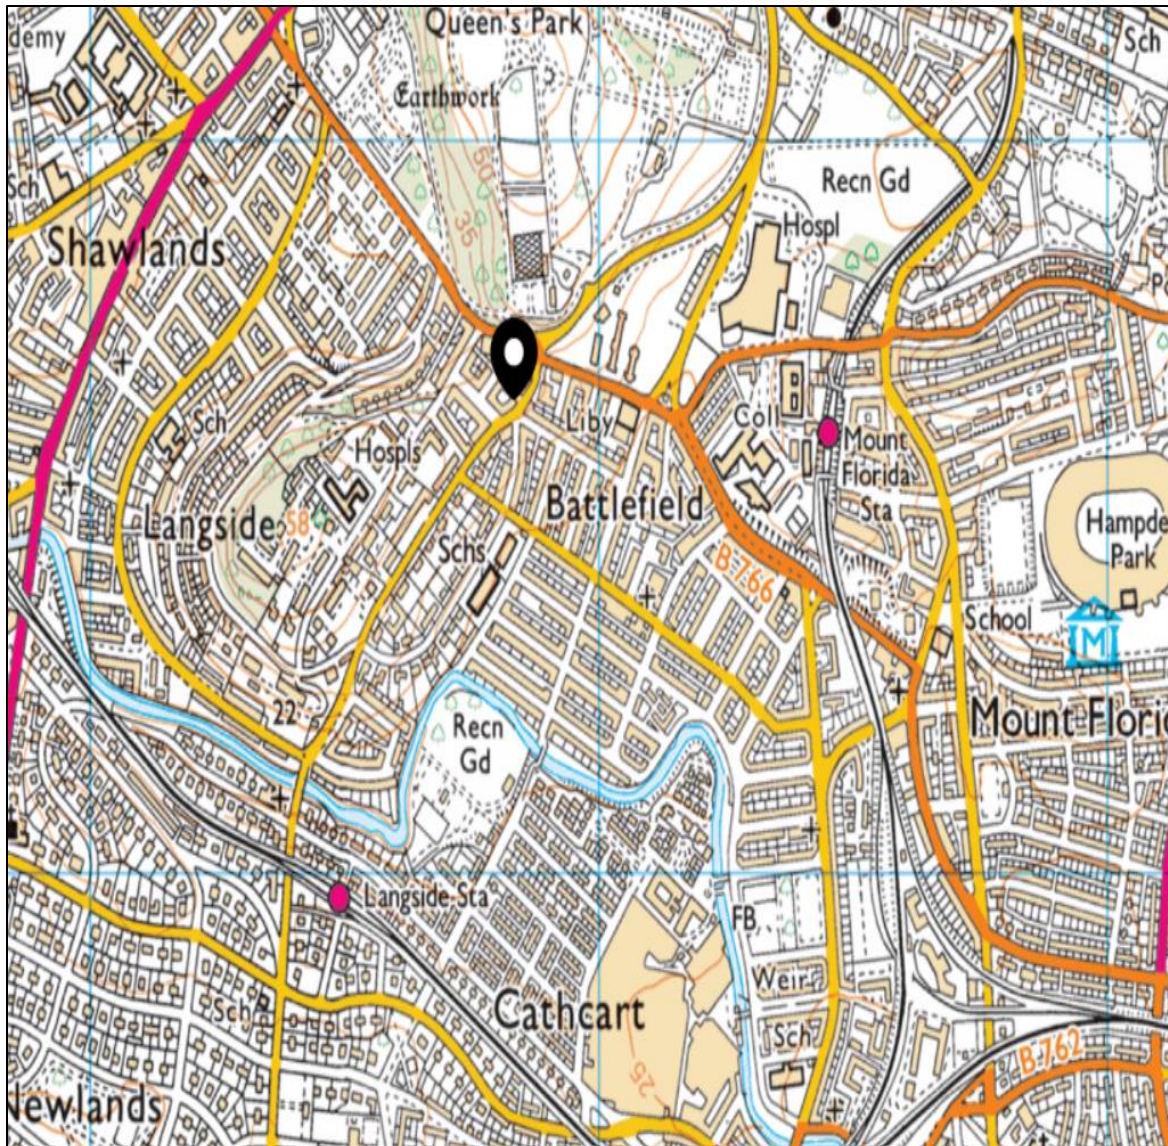 demy
Queen's Park
Sch
Earthwork
50
35
Sch
Recn Gd
Hospl
Shawlands
Sch
Hospls
Liby
Coll
Mount
Florida
Sta
Langside
58
Battlefield
Hampde
Park
Schs
B 766
School
M
22
Recn
Gd
Mount Floric
Langside Sta
FB
Weir
Cathcart
Sch
Sch
25
B 762
Newlands